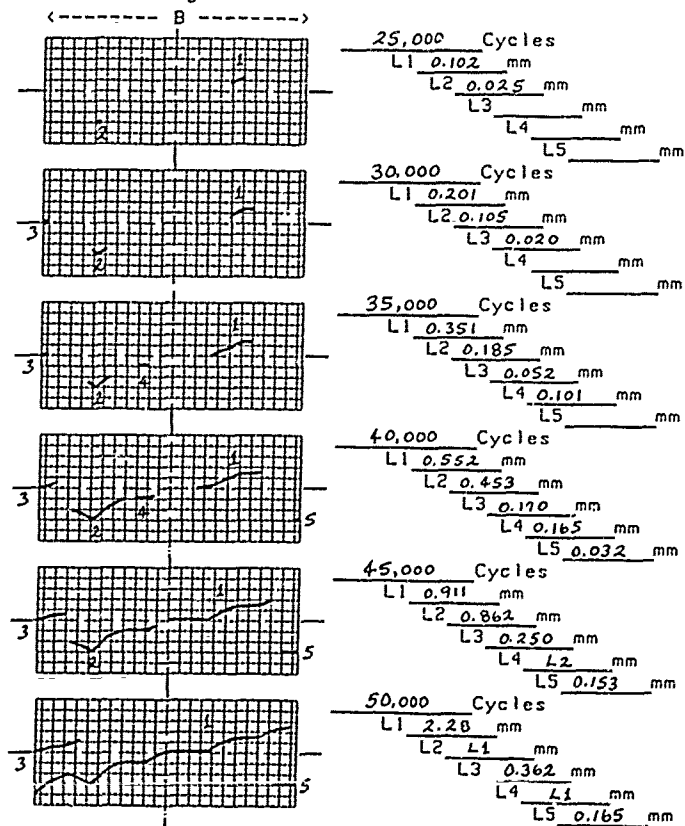 B
25,000 Cycles
L1 0.102 mm
L2 0.025 mm
L3 mm
L4 mm
L5 mm
1
2
30,000 Cycles
L1 0.201 mm
L2 0.105 mm
L3 0.020 mm
L4 mm
L5 mm
1
3
2
35,000 Cycles
L1 0.351 mm
L2 0.185 mm
L3 0.052 mm
L4 0.101 mm
L5 mm
1
3
2 4
40,000 Cycles
L1 0.552 mm
L2 0.453 mm
L3 0.170 mm
L4 0.165 mm
L5 0.032 mm
1
3
2 4 5
45,000 Cycles
L1 0.911 mm
L2 0.862 mm
L3 0.250 mm
L4 L2 mm
L5 0.153 mm
1
3
2 5
50,000 Cycles
L1 2.28 mm
L2 L1 mm
L3 0.362 mm
L4 L1 mm
L5 0.165 mm
1
3
5